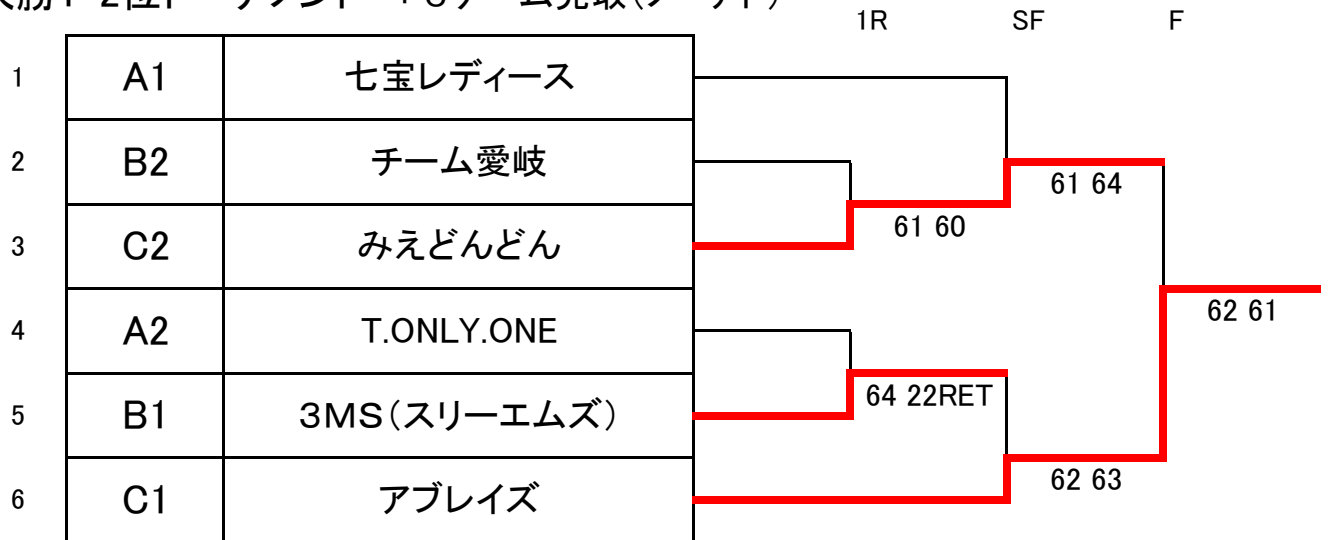 1R SF F
1 A1 七宝レディース
2 B2 チーム愛岐
61 64
3 C2 みえどんどん
61 60
4 A2 T.ONLY.ONE
62 61
5 B1 3MS(スリーエムズ)
64 22RET
6 C1 アブレイズ
62 63